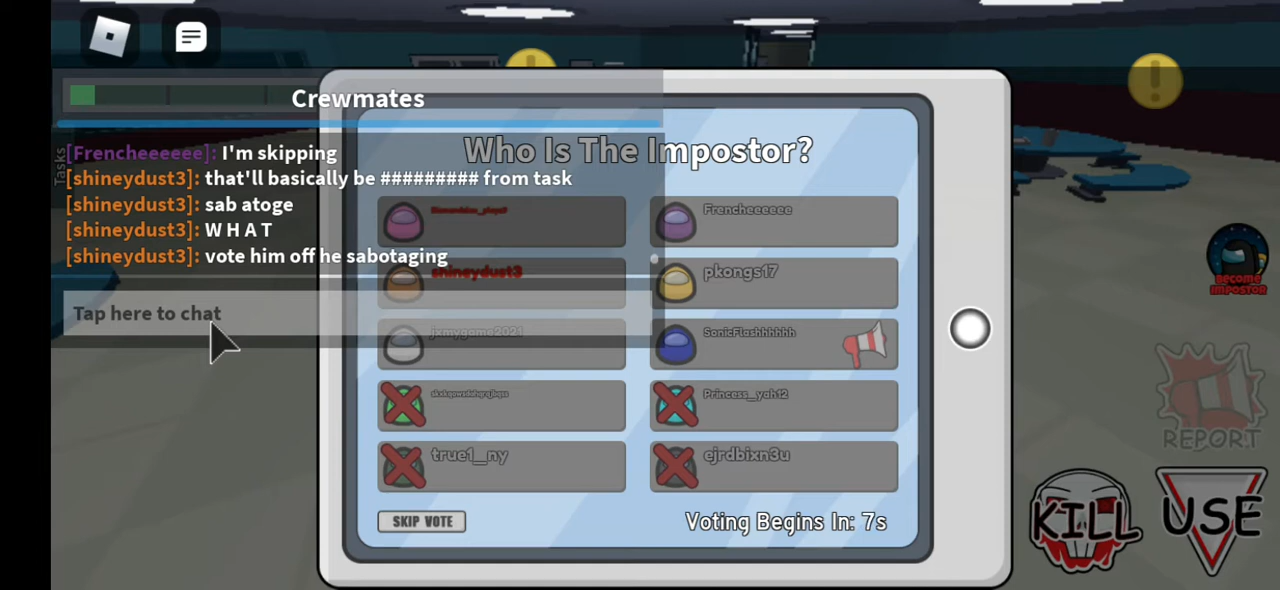 Crewmates
Tasks
[Frencheeeeee]: I'm skipping
[shineydust3]: that'll basically be ######### from task
[shineydust3]: sab atoge
[shineydust3]: W H A T
[shineydust3]: vote him off he sabotaging
Tap here to chat
Who Is The Impostor?
Frencheeeeee
shineydust3
pkongs17
jxmygame2021
SonicFlashhhhhh
Princess_yah12
true1__ny
ejrdbixn3u
SKIP VOTE
Voting Begins In: 7s
BECOME
IMPOSTOR
REPORT
KILL
USE